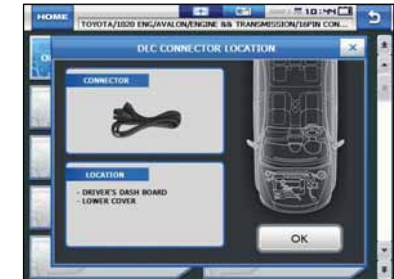 HOME
10:44
TOYOTA/1020 ENG/AVALON/ENGINE && TRANSMISSION/16PIN CON...
DLC CONNECTOR LOCATION
CONNECTOR
LOCATION
- DRIVER'S DASH BOARD
- LOWER COVER
OK